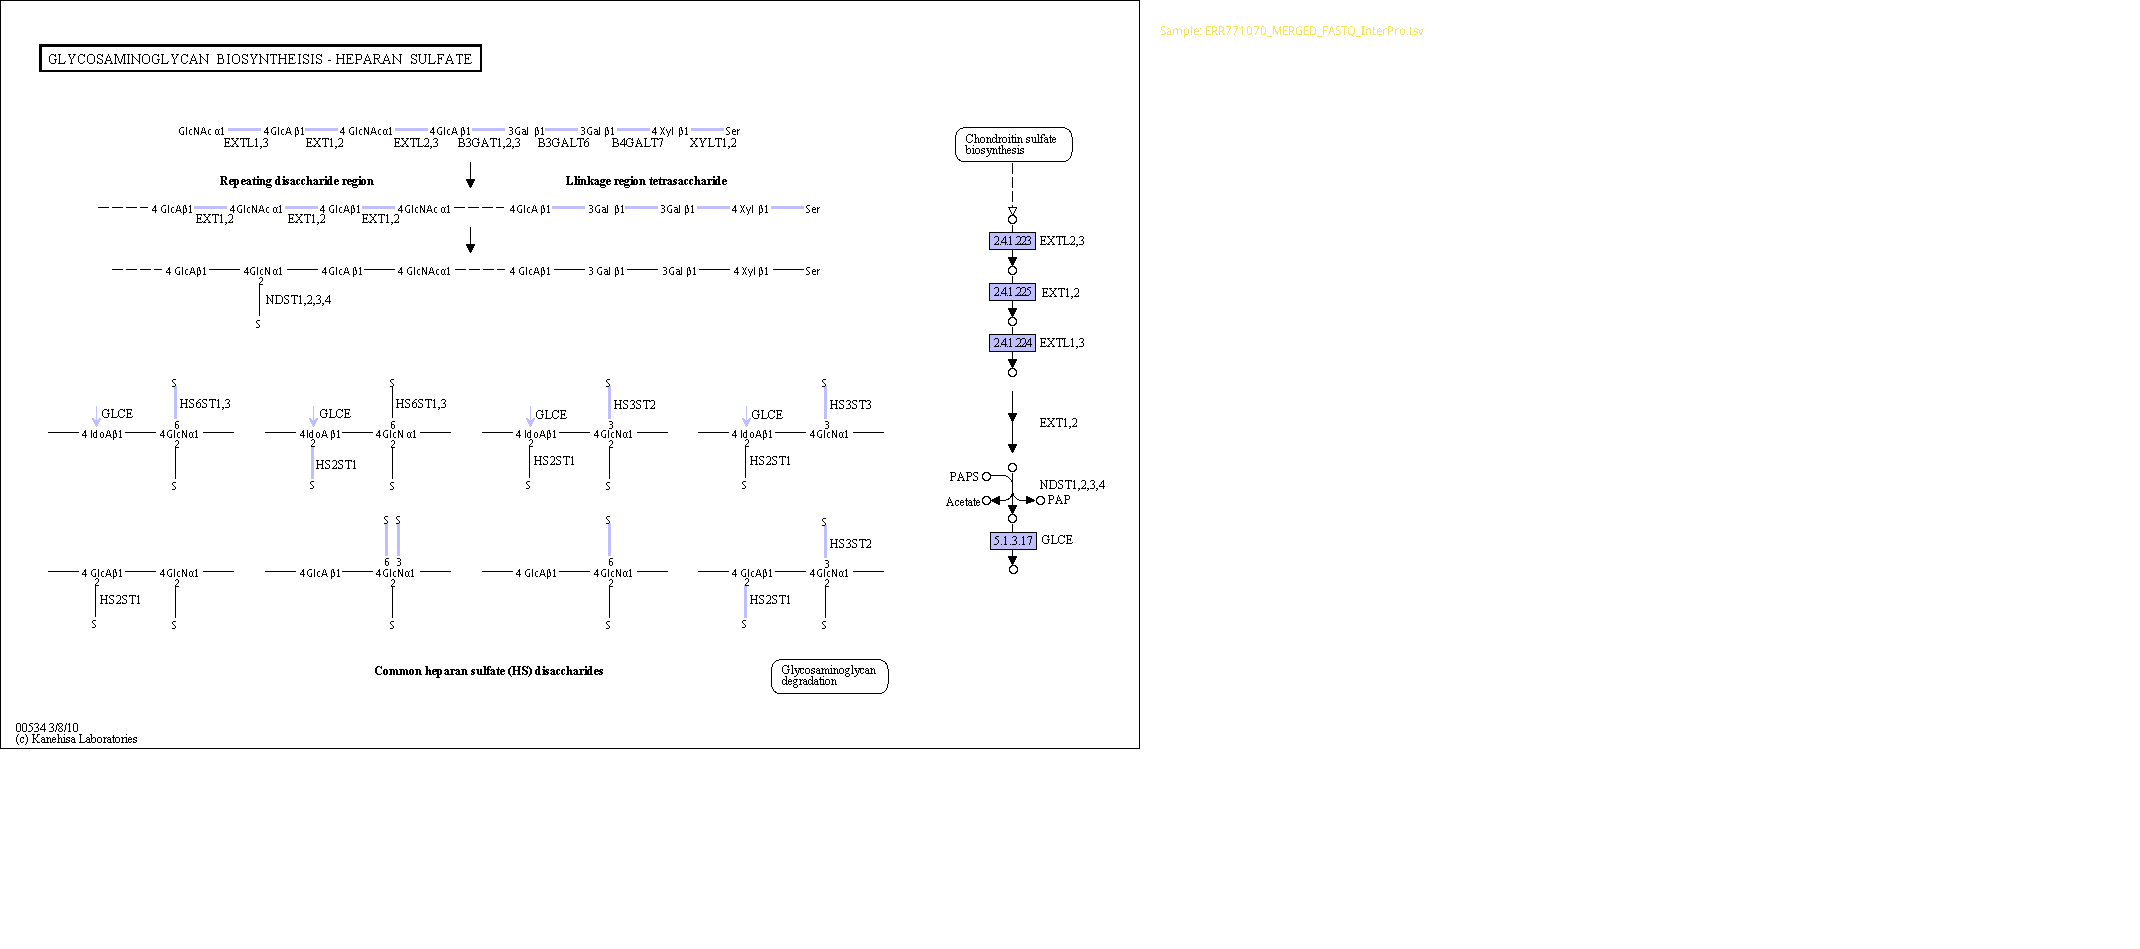 Sample: ERR771070_MERGED_FASTQ_InterPro.tsv
GLYCOSAMINOGLYCAN BIOSYNTHEISIS - HEPARAN SULFATE
GlcNAc α1 4 GlcA β1 4 GlcNAcα1 4 GlcA β1 3Gal β1 3Gal β1 4 Xyl β1 Ser
EXTL1,3 EXT1,2 EXTL2,3 B3GAT1,2,3 B3GALT6 B4GALT7 XYLT1,2
Repeating disaccharide region Llinkage region tetrasaccharide
4 GlcAβ1 4 GlcNAc α1 4 GlcAβ1 4 GlcNAc α1 4 GlcA β1 3Gal β1 3Gal β1 4 Xyl β1 Ser
EXT1,2 EXT1,2 EXT1,2
4 GlcAβ1 4GlcNα1 4 GlcA β1 4 GlcNAcα1 4 GlcAβ1 3 Gal β1 3Gal β1 4 Xyl β1 Ser
2
NDST1,2,3,4
S
S S S S
GLCE HS6ST1,3 GLCE HS6ST1,3 GLCE HS3ST2 GLCE HS3ST3
6 6 3 3
4 IdoAβ1 4GlcNα1 4IdoA β1 4GlcN α1 4 IdoAβ1 4GlcNα1 4 IdoAβ1 4GlcNα1
2 2 2 2 2 2
HS2ST1 HS2ST1 HS2ST1
S S S S S S
S S S S
HS3ST2
6 3 6 3
4 GlcAβ1 4GlcNα1 4 GlcA β1 4GlcNα1 4 GlcAβ1 4GlcNα1 4 GlcAβ1 4GlcNα1
2 2 2 2 2 2
HS2ST1 HS2ST1
S S S S S S
Common heparan sulfate (HS) disaccharides
Glycosaminoglycan
degradation
Chondroitin sulfate
biosynthesis
2.4.1.223 EXTL2,3
2.4.1.225 EXT1,2
2.4.1.224 EXTL1,3
EXT1,2
PAPS
NDST1,2,3,4
Acetate PAP
5.1.3.17 GLCE
00534 3/8/10
(c) Kanehisa Laboratories